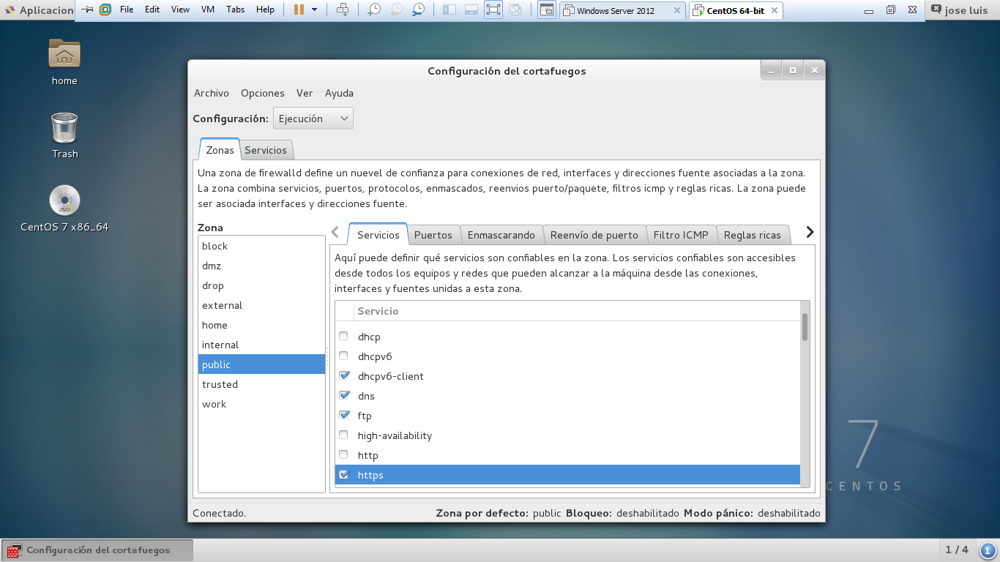 Aplicacion
File Edit View VM Tabs Help
Windows Server 2012
CentOS 64-bit
jose luis
home
Trash
DVD
CentOS 7 x86_64
Configuración del cortafuegos
Archivo Opciones Ver Ayuda
Configuración: Ejecución
Zonas Servicios
Una zona de firewalld define un nuevel de confianza para conexiones de red, interfaces y direcciones fuente asociadas a la zona.
La zona combina servicios, puertos, protocolos, enmascados, reenvios puerto/paquete, filtros icmp y reglas ricas. La zona puede
ser asociada interfaces y direcciones fuente.
Zona
block
dmz
drop
external
home
internal
public
trusted
work
Servicios Puertos Enmascarando Reenvío de puerto Filtro ICMP Reglas ricas
Aquí puede definir qué servicios son confiables en la zona. Los servicios confiables son accesibles
desde todos los equipos y redes que pueden alcanzar a la máquina desde las conexiones,
interfaces y fuentes unidas a esta zona.
Servicio
dhcp
dhcpv6
dhcpv6-client
dns
ftp
high-availability
http
https
7
CENTOS
Conectado.
Zona por defecto: public Bloqueo: deshabilitado Modo pánico: deshabilitado
Configuración del cortafuegos
1 / 4
1